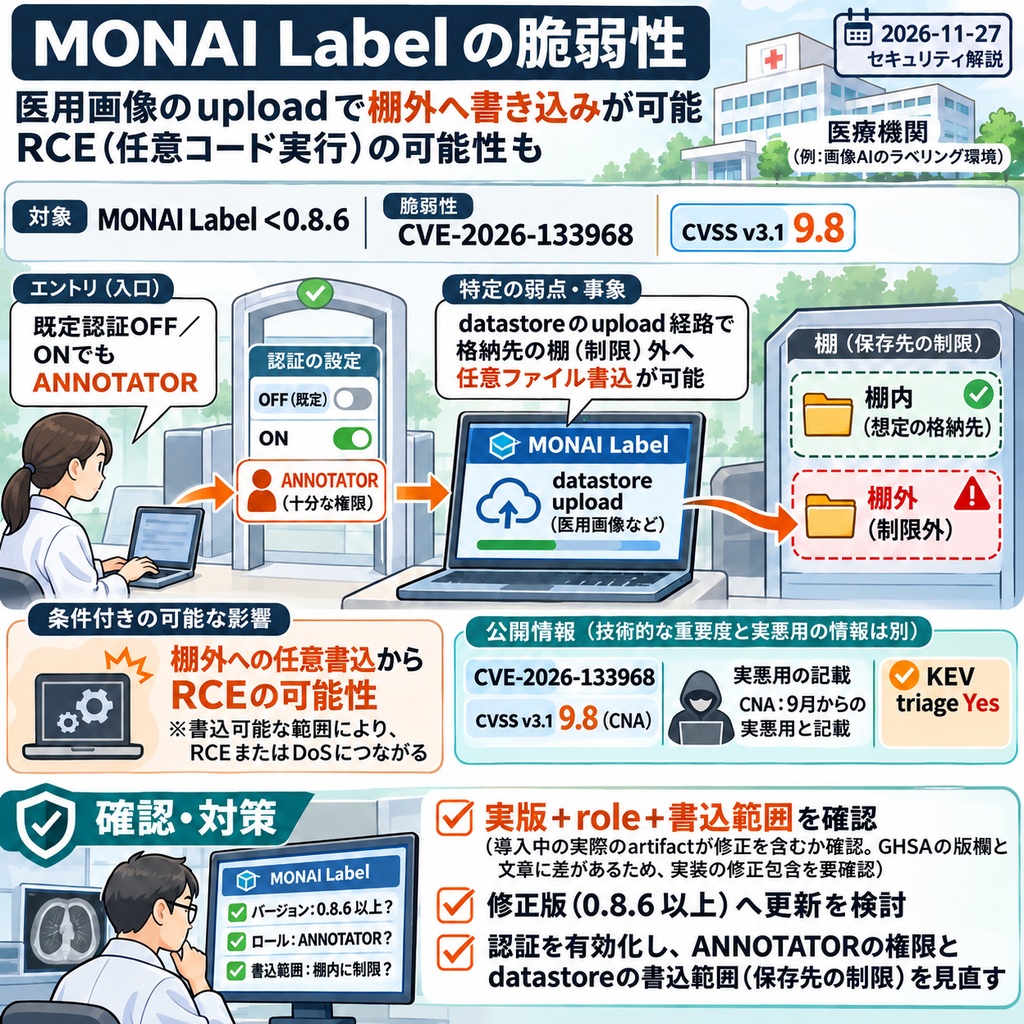 MONAI Label の脆弱性
2026-11-27
セキュリティ解説
医用画像のuploadで棚外へ書き込みが可能
RCE(任意コード実行)の可能性も
医療機関
(例:画像AIのラベリング環境)
対象 MONAI Label <0.8.6
脆弱性
CVE-2026-133968
CVSS v3.1 9.8
エントリ(入口)
既定認証OFF/
ONでも
ANNOTATOR
認証の設定
OFF(既定)
ON
ANNOTATOR
(十分な権限)
特定の弱点・事象
datastoreのupload経路で
格納先の棚(制限)外へ
任意ファイル書込が可能
MONAI Label
datastore
upload
(医用画像など)
棚(保存先の制限)
棚内
(想定の格納先)
棚外
(制限外)
条件付きの可能な影響
棚外への任意書込から
RCEの可能性
※書込可能な範囲により、
RCEまたはDoSにつながる
公開情報(技術的な重要度と実悪用の情報は別)
CVE-2026-133968
CVSS v3.1 9.8 (CNA)
実悪用の記載
CNA:9月からの
実悪用と記載
KEV
triage Yes
確認・対策
MONAI Label
バージョン:0.8.6 以上?
ロール:ANNOTATOR?
書込範囲:棚内に制限?
実版+role+書込範囲を確認
(導入中の実際のartifactが修正を含むか確認。GHSAの版欄と
文章に差があるため、実装の修正包含を要確認)
修正版(0.8.6 以上)へ更新を検討
認証を有効化し、ANNOTATORの権限と
datastoreの書込範囲(保存先の制限)を見直す